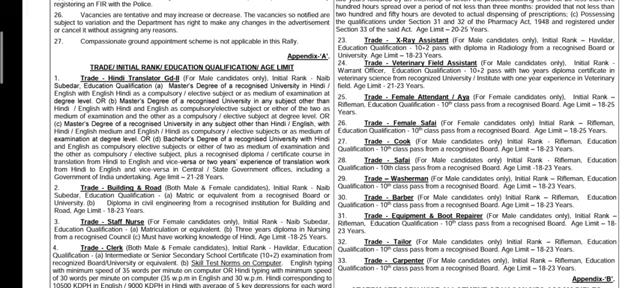 registering an FIR with the Police.
26. Vacancies are tentative and may increase or decrease. The vacancies so notified are
subject to variation and the Department has right to make any changes in the advertisement
or cancel it without assigning any reasons.
27. Compassionate ground appointment scheme is not applicable in this Rally.
Appendix-'A'.
TRADE/ INITIAL RANK/ EDUCATION QUALIFICATION/ AGE LIMIT
1. Trade - Hindi Translator Gd-II (For Male candidates only), Initial Rank - Naib
Subedar, Education Qualification (a) Master's Degree of a recognised University in Hindi /
English with English Hindi as a compulsory / elective subject or as medium of examination at
degree level. OR (b) Master's Degree of a recognised University in any subject other than
Hindi / English with Hindi and English as compulsory/elective subject or either of the two as
medium of examination and the other as a compulsory / elective subject at degree level. OR
(c) Master's Degree of a recognised University in any subject other than Hindi / English, with
Hindi / English medium and English / Hindi as compulsory / elective subjects or as medium of
examination at degree level. OR (d) Bachelor's Degree of a recognised University with Hindi
and English as compulsory elective subjects or either of two as medium of examination and
the other as compulsory / elective subject, plus a recognised diploma / certificate course in
translation from Hindi to English and vice-versa or two years' experience of translation work
from Hindi to English and vice-versa in Central / State Government offices, including a
Government of India undertaking. Age limit – 21-28 Years.
2. Trade - Building & Road (Both Male & Female candidates), Initial Rank - Naib
Subedar, Education Qualification - (a) Matric or equivalent from a recognised Board or
University. (b) Diploma in civil engineering from a recognised institution for Building and
Road, Age Limit - 18-23 Years.
3. Trade – Staff Nurse (For Female candidates only), Initial Rank - Naib Subedar,
Education Qualification - (a) Matriculation or equivalent. (b) Three years Diploma in Nursing
from a recognised Council (c) Must have working knowledge of Hindi, Age Limit - 18-25 Years.
4. Trade – Clerk (Both Male & Female candidates), Initial Rank - Havildar, Education
Qualification - (a) Intermediate or Senior Secondary School Certificate (10+2) examination from
recognized Board/University or equivalent. (b) Skill Test Norms on Computer. English typing
with minimum speed of 35 words per minute on computer OR Hindi typing with minimum speed
of 30 words per minute on computer (35 w.p.m in English and 30 w.p.m. Hindi corresponding to
10500 KDPH in English / 9000 KDPH in Hindi with average of 5 key depressions for each word
hundred hours spread over a period of not less than three months: provided that not less than
two hundred and fifty hours are devoted to actual dispensing of prescriptions; (c) Possessing
the qualifications under Section 31 and 32 of the Pharmacy Act, 1948 and registered under
Section 33 of the said Act. Age Limit – 20-25 Years.
23. Trade - X-Ray Assistant (For Male candidates only), Initial Rank – Havildar,
Education Qualification - 10+2 pass with diploma in Radiology from a recognised Board or
University. Age Limit – 18-23 Years.
24. Trade - Veterinary Field Assistant (For Male candidates only), Initial Rank -
Warrant Officer, Education Qualification – 10+2 pass with two years certificate in
veterinary science from recognized University / Institute with one year experience in Veterinary
field. Age Limit - 21-23 Years.
25. Trade - Female Attendant / Aya (For Female candidates only), Initial Rank –
Rifleman, Education Qualification - 10th class pass from a recognised Board. Age Limit – 18-25
Years.
26. Trade – Female Safai (For Female candidates only), Initial Rank – Rifleman,
Education Qualification - 10th class pass from a recognised Board. Age Limit – 18-25 Years.
27. Trade – Cook (For Male candidates only), Initial Rank - Rifleman, Education
Qualification - 10th class pass from a recognised Board. Age Limit – 18-23 Years.
28. Trade – Safai (For Male candidates only), Initial Rank - Rifleman, Education
Qualification - 10th class pass from a recognised Board. Age Limit -18-23 Years.
29. Trade – Washerman (For Male candidates only), Initial Rank – Rifleman, Education
Qualification - 10th class pass from a recognised Board. Age Limit – 18-23 Years.
30. Trade – Barber (For Male candidates only), Initial Rank - Rifleman, Education
Qualification - 10th class pass from a recognised Board. Age Limit – 18-23 Years.
31. Trade - Equipment & Boot Repairer (For Male candidates only), Initial Rank –
Rifleman, Education Qualification - 10th class pass from a recognised Board. Age Limit – 18-
23 Years.
32. Trade – Tailor (For Male candidates only), Initial Rank - Rifleman, Education
Qualification - 10th class pass from a recognised Board. Age Limit – 18-23 Years.
33. Trade – Carpenter (For Male candidates only), Initial Rank – Rifleman, Education
Qualification - 10th class pass from a recognised Board. Age Limit – 18-23 Years.
Appendix-'B'.